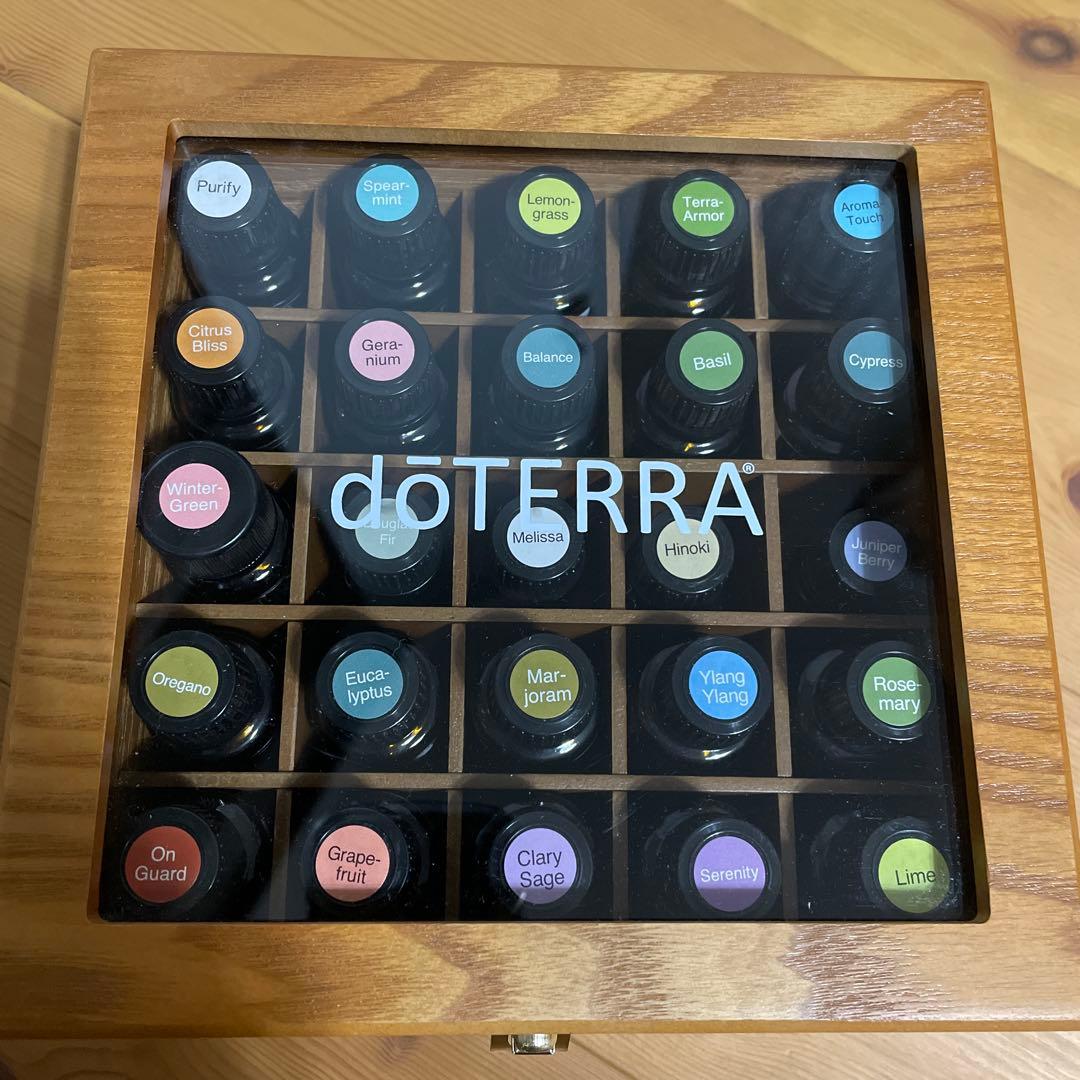 Purify
Spear-
mint
Lemon-
grass
Terra-
Armor
Aroma-
Touch
Citrus
Bliss
Gera-
nium
Balance
Basil
Cypress
dōTERRA®
Winter-
Green
Douglas
Fir
Melissa
Hinoki
Juniper
Berry
Oregano
Euca-
lyptus
Mar-
joram
Ylang
Ylang
Rose-
mary
On
Guard
Grape-
fruit
Clary
Sage
Serenity
Lime